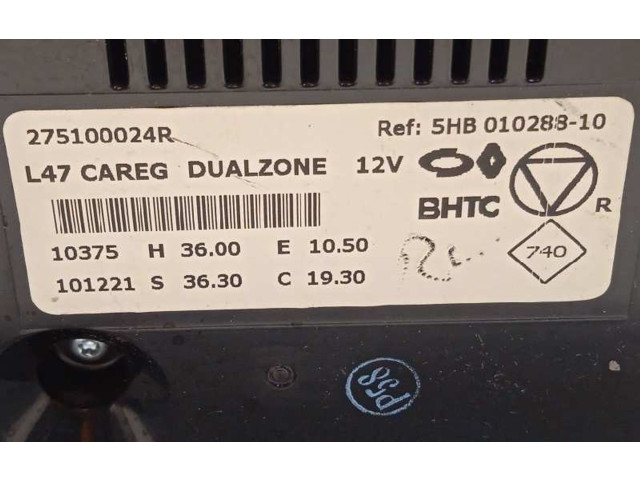 275100024R Ref: 5HB 010288-10
L47 CAREG DUALZONE 12V
BHTC R
10375 H 36.00 E 10.50
740
101221 S 36.30 C 19.30
P58